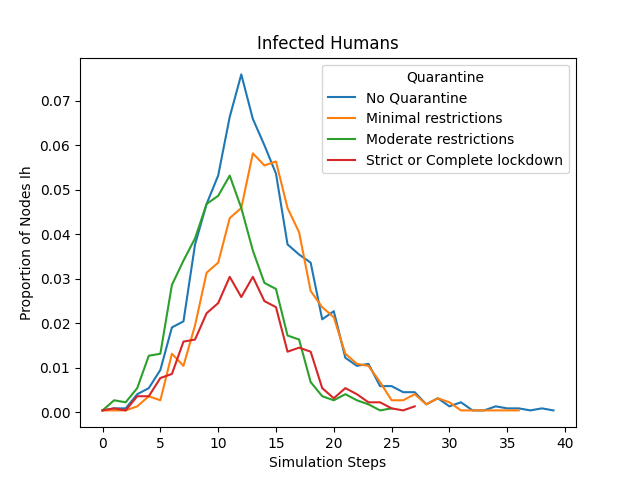 Infected Humans
Quarantine
No Quarantine
Minimal restrictions
Moderate restrictions
Strict or Complete lockdown
Proportion of Nodes Ih
0.07
0.06
0.05
0.04
0.03
0.02
0.01
0.00
0 5 10 15 20 25 30 35 40
Simulation Steps